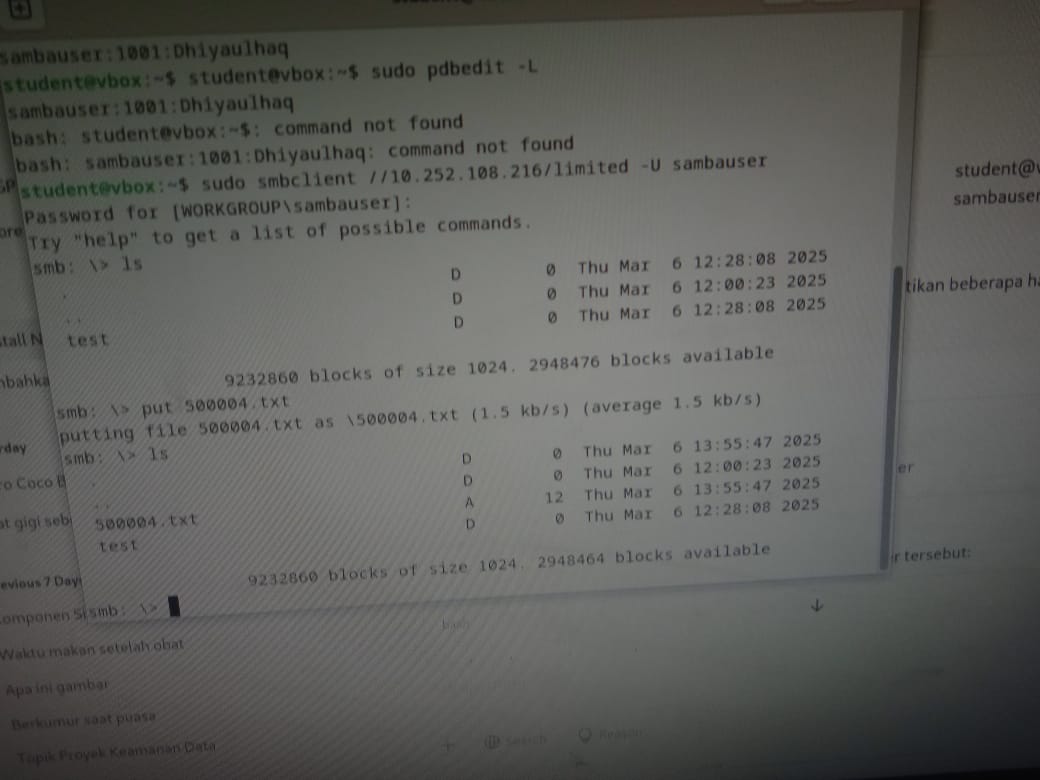 sambauser:1001:Dhiyaulhaq
student@vbox:~$ student@vbox:~$ sudo pdbedit -L
sambauser:1001:Dhiyaulhaq
bash: student@vbox:~$: command not found
bash: sambauser:1001:Dhiyaulhaq: command not found
student@vbox:~$ sudo smbclient //10.252.108.216/limited -U sambauser
Password for [WORKGROUP\sambauser]:
Try "help" to get a list of possible commands.
smb: \> ls
. D 0 Thu Mar 6 12:28:08 2025
.. D 0 Thu Mar 6 12:00:23 2025
test D 0 Thu Mar 6 12:28:08 2025
9232860 blocks of size 1024. 2948476 blocks available
smb: \> put 500004.txt
putting file 500004.txt as \500004.txt (1.5 kb/s) (average 1.5 kb/s)
smb: \> ls
. D 0 Thu Mar 6 13:55:47 2025
.. D 0 Thu Mar 6 12:00:23 2025
500004.txt A 12 Thu Mar 6 13:55:47 2025
test D 0 Thu Mar 6 12:28:08 2025
9232860 blocks of size 1024. 2948464 blocks available
smb: \>
student@v
sambauser
tikan beberapa ha
er
r tersebut:
tall N
mbahka
rday
ro Coco B
at gigi seb
evious 7 Day
omponen S
Waktu makan setelah obat
Apa ini gambar
Berkumur saat puasa
Topik Proyek Keamanan Data
bash
+ Search Reason